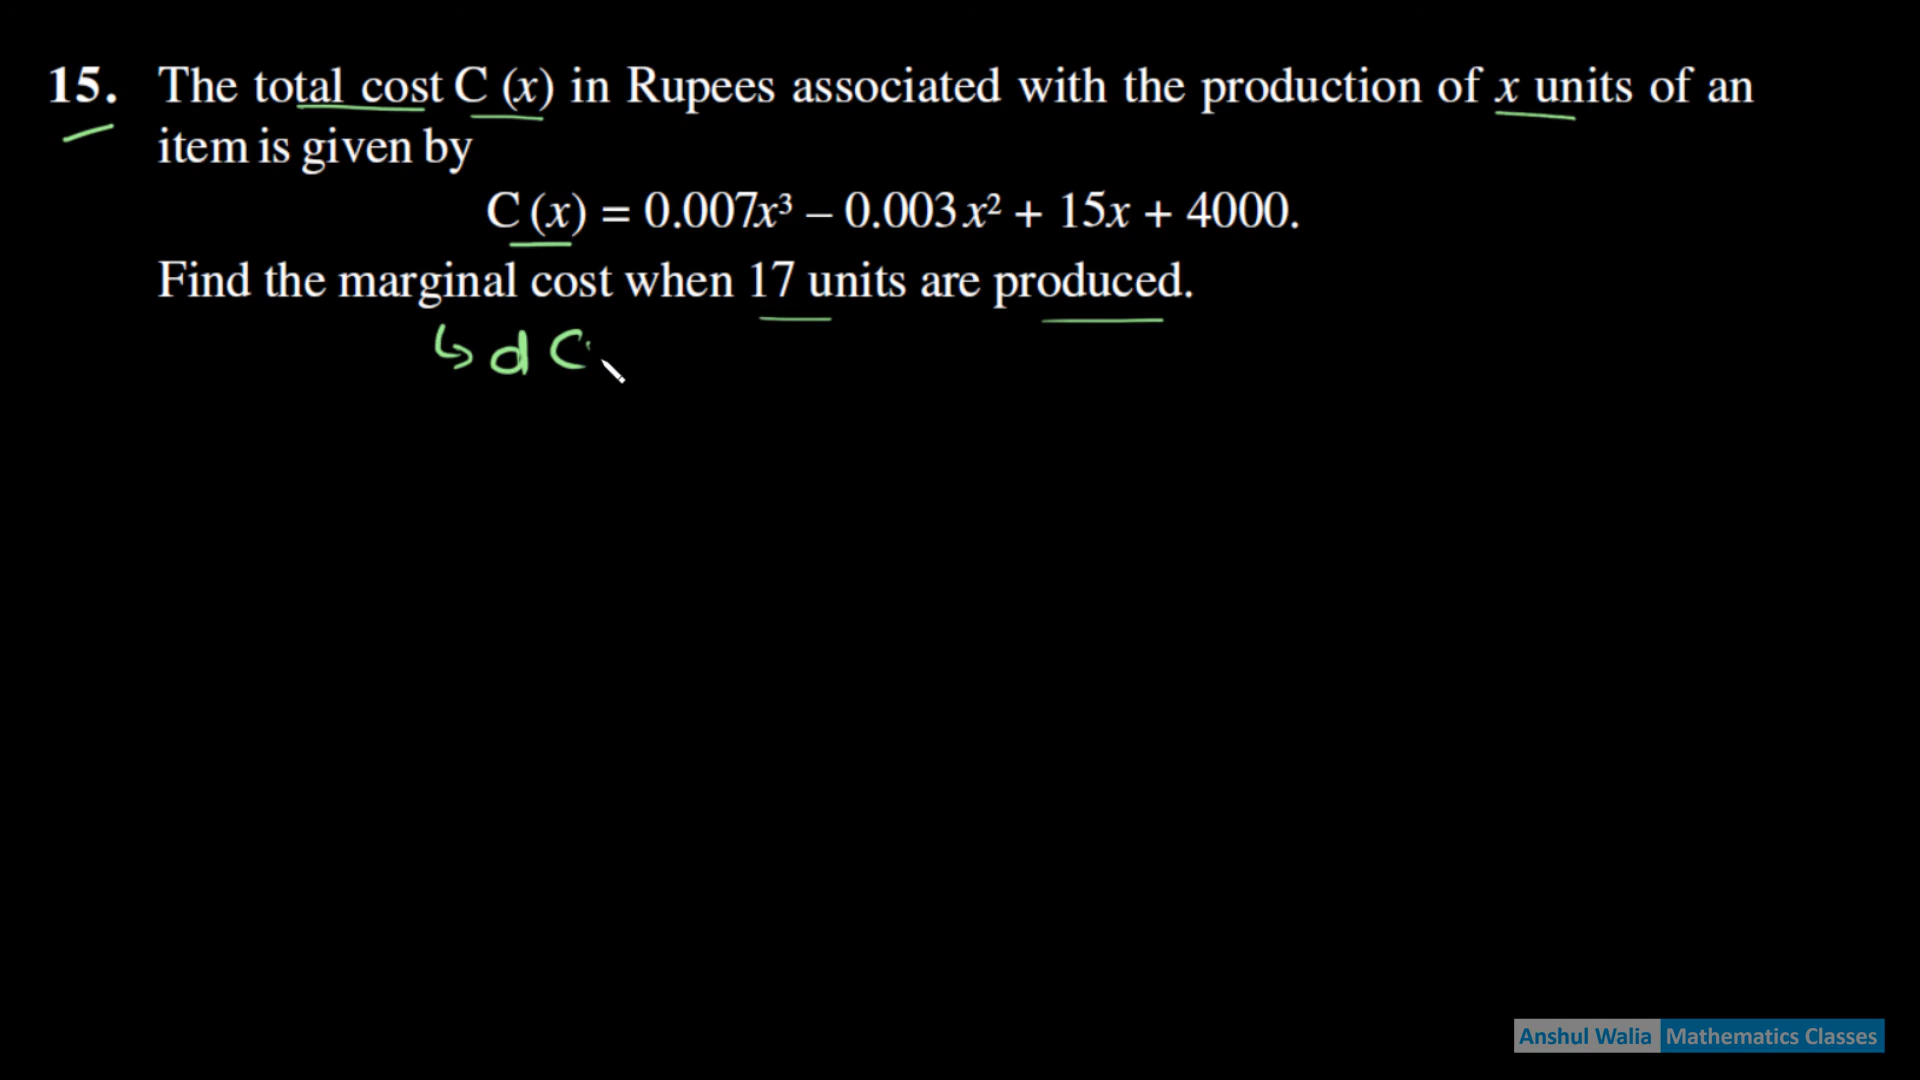 15. The total cost C (x) in Rupees associated with the production of x units of an
item is given by
C (x) = 0.007x³ – 0.003x² + 15x + 4000.
Find the marginal cost when 17 units are produced.
↳ d C
Anshul Walia Mathematics Classes